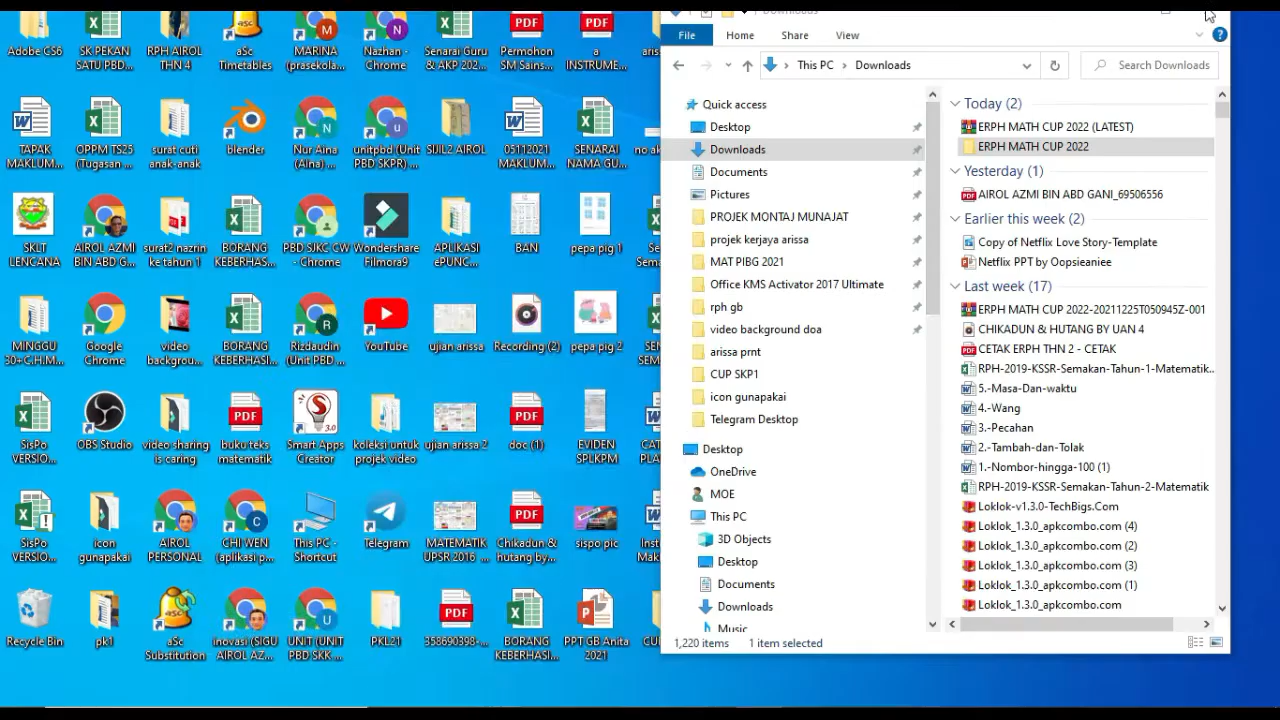 Downloads
File
Home
Share
View
This PC
Downloads
Search Downloads
Quick access
Desktop
Downloads
Documents
Pictures
PROJEK MONTAJ MUNAJAT
projek kerjaya arissa
MAT PIBG 2021
Office KMS Activator 2017 Ultimate
rph gb
video background doa
arissa prnt
CUP SKP1
icon gunapakai
Telegram Desktop
Desktop
OneDrive
MOE
This PC
3D Objects
Desktop
Documents
Downloads
Music
Today (2)
ERPH MATH CUP 2022 (LATEST)
ERPH MATH CUP 2022
Yesterday (1)
AIROL AZMI BIN ABD GANI_69506556
Earlier this week (2)
Copy of Netflix Love Story-Template
Netflix PPT by Oopsieaniee
Last week (17)
ERPH MATH CUP 2022-20211225T050945Z-001
CHIKADUN & HUTANG BY UAN 4
CETAK ERPH THN 2 - CETAK
RPH-2019-KSSR-Semakan-Tahun-1-Matematik...
5.-Masa-Dan-waktu
4.-Wang
3.-Pecahan
2.-Tambah-dan-Tolak
1.-Nombor-hingga-100 (1)
RPH-2019-KSSR-Semakan-Tahun-2-Matematik
Loklok-v1.3.0-TechBigs.Com
Loklok_1.3.0_apkcombo.com (4)
Loklok_1.3.0_apkcombo.com (2)
Loklok_1.3.0_apkcombo.com (3)
Loklok_1.3.0_apkcombo.com (1)
Loklok_1.3.0_apkcombo.com
1,220 items
1 item selected
Adobe CS6
SK PEKAN
SATU PBD...
RPH AIROL
THN 4
aSc
Timetables
MARINA
(prasekola...
Nazhan -
Chrome
Senarai Guru
& AKP 202...
Permohon
SM Sains...
a
INSTRUME...
TAPAK
MAKLUM...
OPPM TS25
(Tugasan ...
surat cuti
anak-anak
blender
Nur Aina
(Alna) ...
unitpbd (Unit
PBD SKPR)...
SIJIL2 AIROL
05112021
MAKLUM...
SENARAI
NAMA GU...
SKLT
LENCANA
AIROL AZMI
BIN ABD G...
surat2 nazrin
ke tahun 1
BORANG
KEBERHAS...
PBD SJKC CW
- Chrome
Wondershare
Filmora9
APLIKASI
ePUNC...
BAN
pepa pig 1
MINGGU
30+C.H.M...
Google
Chrome
video
backgrou...
BORANG
KEBERHASI...
Rizdaudin
(Unit PBD ...
YouTube
ujian arissa
Recording (2)
pepa pig 2
SisPo
VERSIO...
OBS Studio
video sharing
is caring
buku teks
matematik
Smart Apps
Creator
koleksi untuk
projek video
ujian arissa 2
doc (1)
EVIDEN
SPLKPM
SisPo
VERSIO...
icon
gunapakai
AIROL
PERSONAL
CHI WEN
(aplikasi p...
This PC -
Shortcut
Telegram
MATEMATIK
UPSR 2016 ...
Chikadun &
hutang by...
sispo pic
Recycle Bin
pk1
aSc
Substitution
inovasi (SIGU
AIROL AZ...
UNIT (UNIT
PBD SKK...
PKL21
358690398-...
BORANG
KEBERHASI...
PPT GB Anita
2021